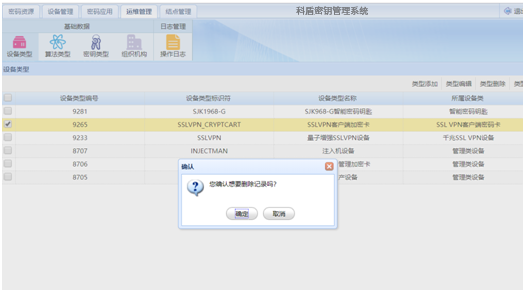 密码资源 设备管理 密码应用 运维管理 结点管理 科盾密钥管理系统
基础数据 日志管理
设备类型 算法类型 密钥类型 组织机构 操作日志
设备类型
类型添加 类型编辑 类型删除
设备类型编号 设备类型标识符 设备类型名称 所属设备类
9281 SJK1968-G SJK968-G智能密码钥匙 智能密码钥匙
9265 SSLVPN_CRYPTCART SSLVPN客户端加密卡 SSL VPN客户端密码卡
9233 SSLVPN 量子增强SSLVPN设备 千兆SSL VPN设备
8707 INJECTMAN 注入机设备 管理类设备
8706 管理加密卡 管理类设备
8705 产设备 管理类设备
确认
您确认想要删除记录吗?
确定 取消